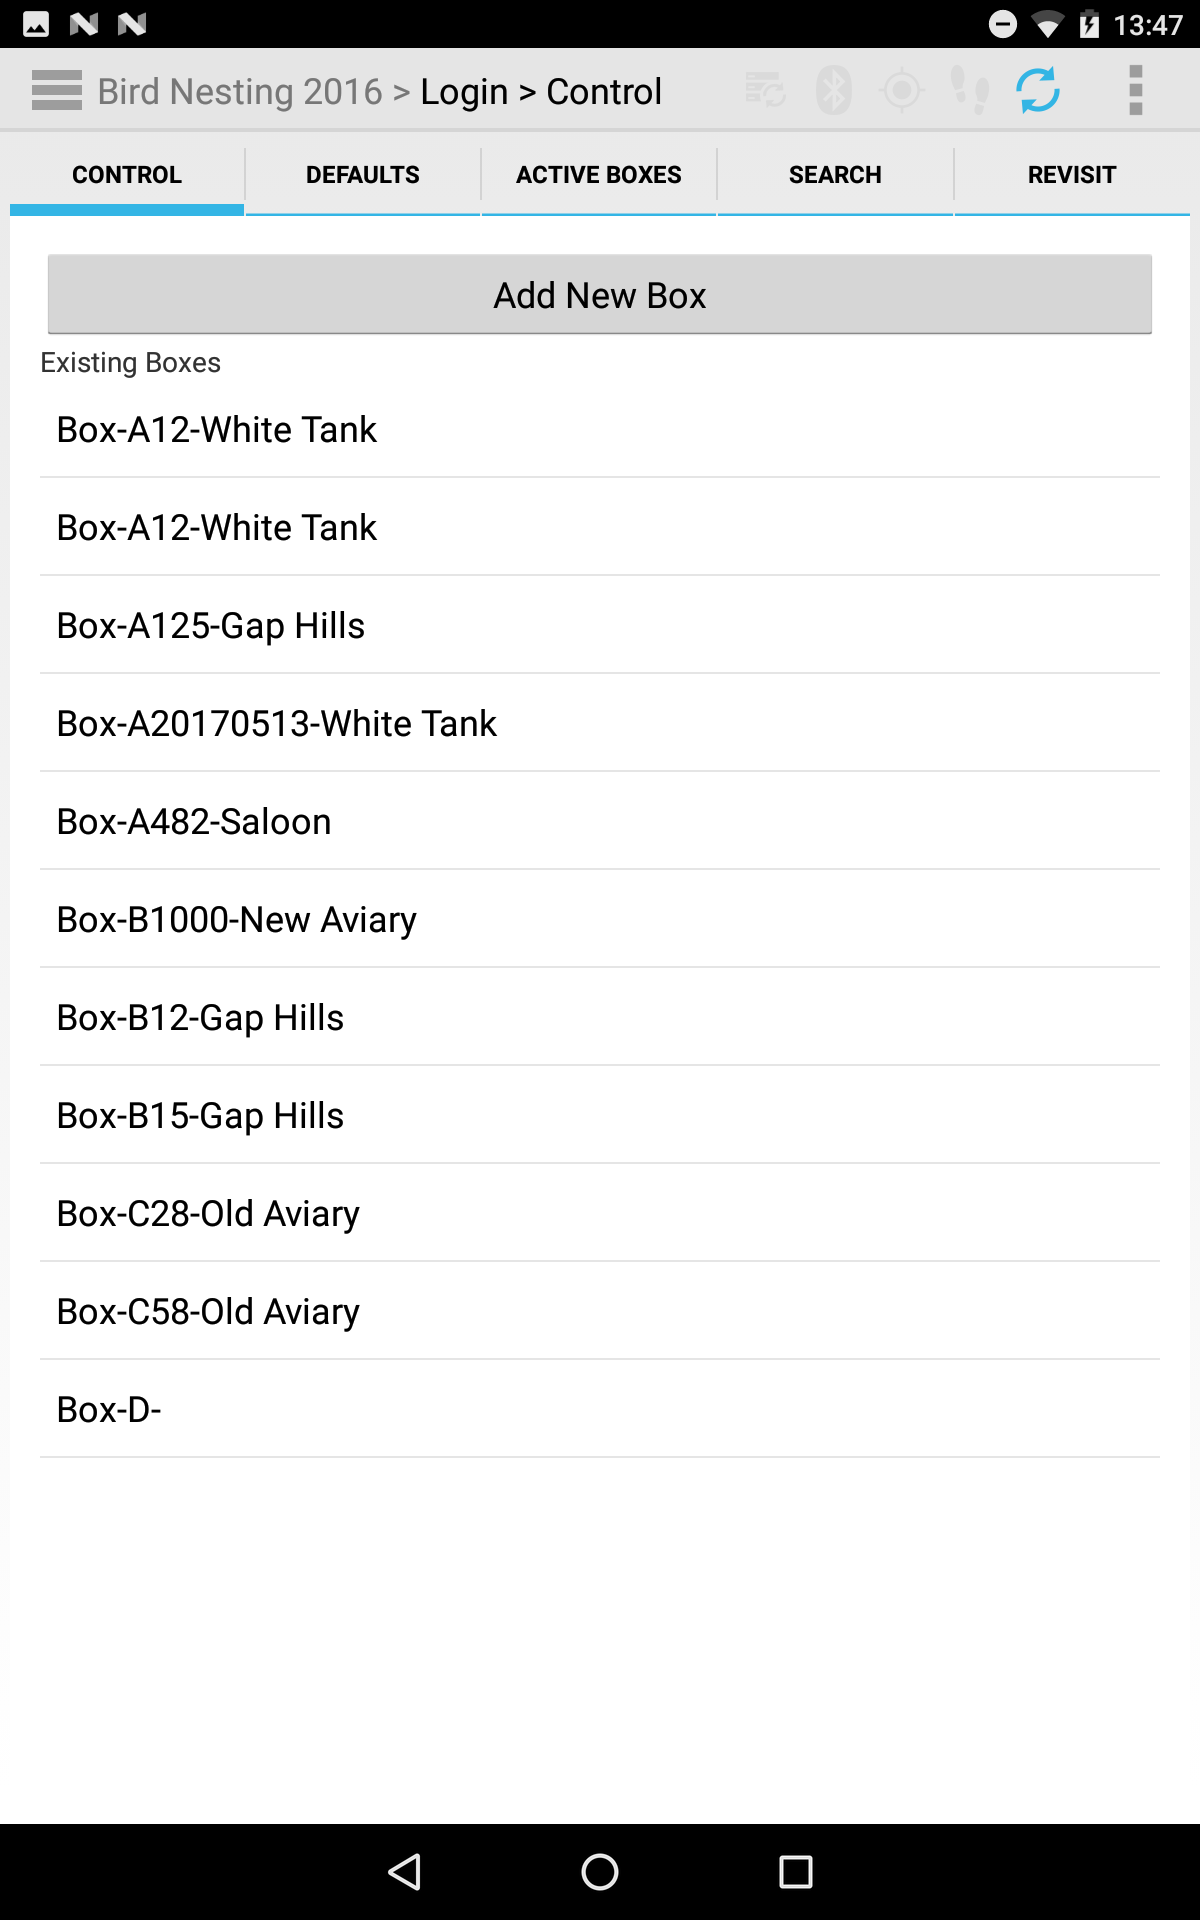 13:47
Bird Nesting 2016 > Login > Control
CONTROL
DEFAULTS
ACTIVE BOXES
SEARCH
REVISIT
Add New Box
Existing Boxes
Box-A12-White Tank
Box-A12-White Tank
Box-A125-Gap Hills
Box-A20170513-White Tank
Box-A482-Saloon
Box-B1000-New Aviary
Box-B12-Gap Hills
Box-B15-Gap Hills
Box-C28-Old Aviary
Box-C58-Old Aviary
Box-D-